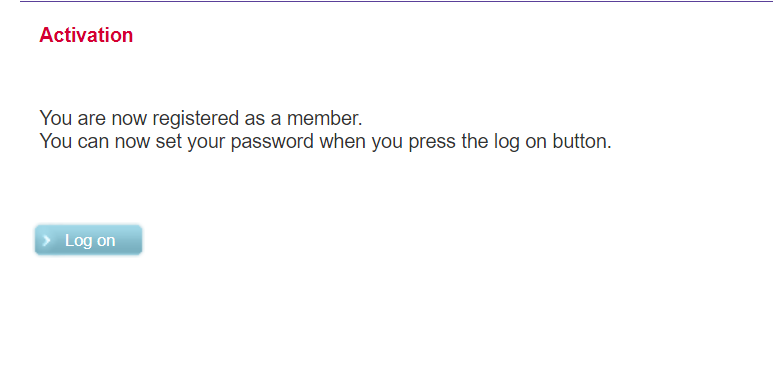 Activation
You are now registered as a member.
You can now set your password when you press the log on button.
Log on